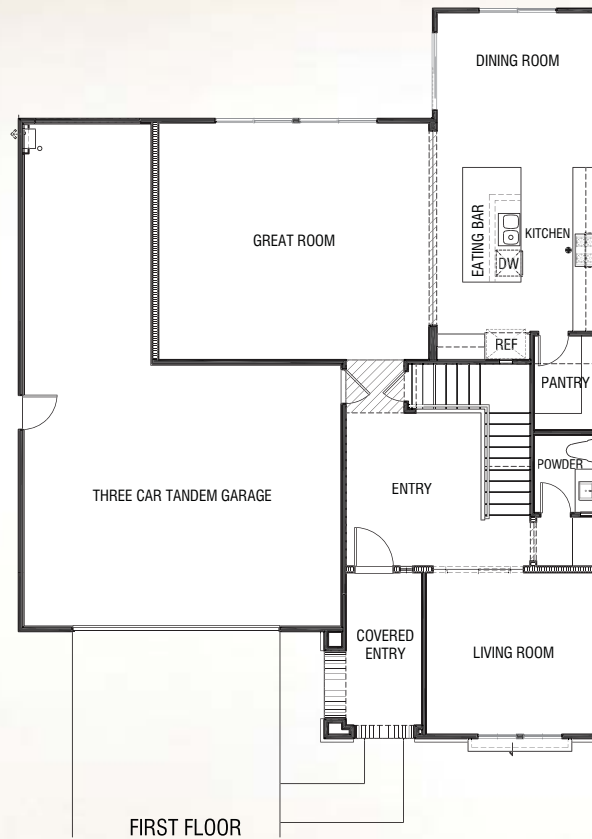 DINING ROOM
GREAT ROOM
EATING BAR
KITCHEN
DW
REF
PANTRY
POWDER
ENTRY
THREE CAR TANDEM GARAGE
COVERED
ENTRY
LIVING ROOM
FIRST FLOOR